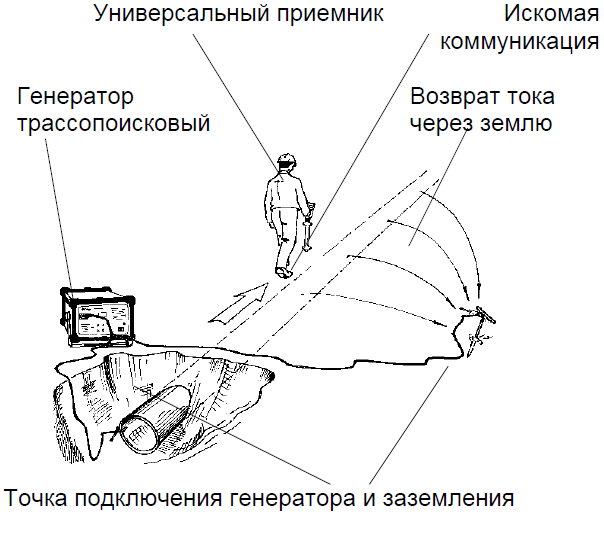 Универсальный приемник
Искомая
коммуникация
Генератор
трассопоисковый
Возврат тока
через землю
Точка подключения генератора и заземления